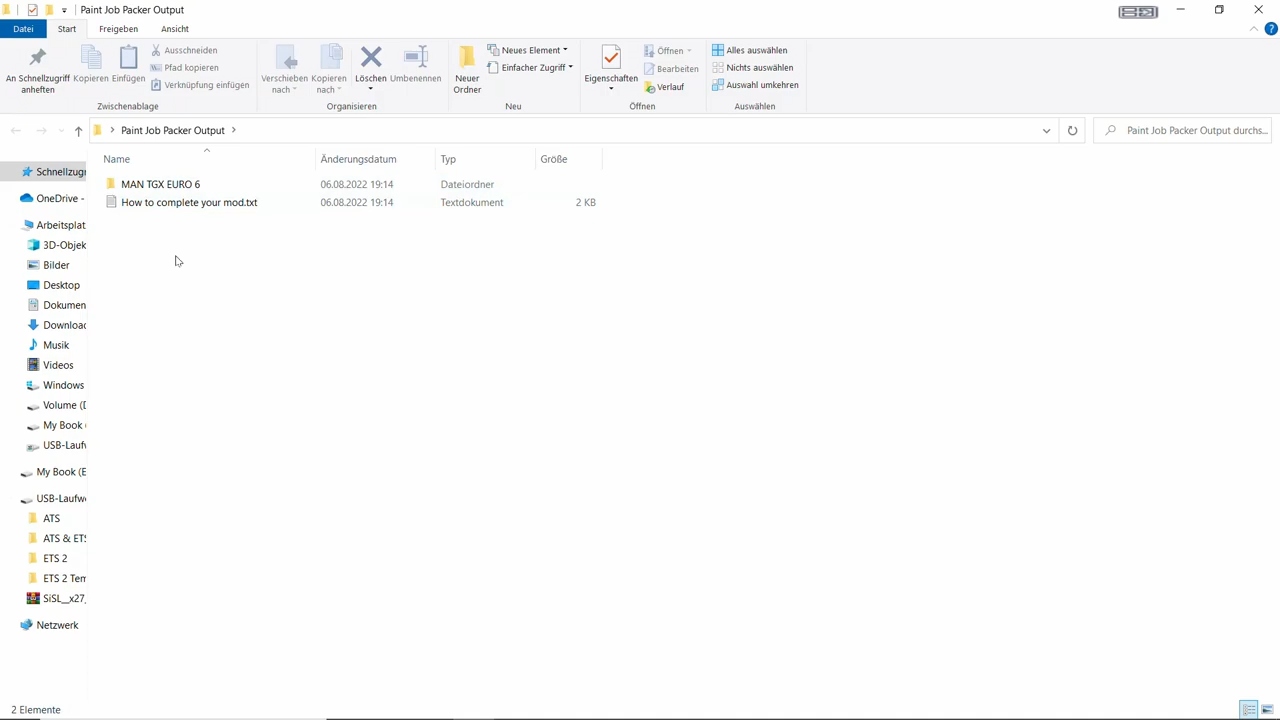 Paint Job Packer Output
Datei Start Freigeben Ansicht
An Schnellzugriff anheften
Kopieren
Einfügen
Ausschneiden
Pfad kopieren
Verknüpfung einfügen
Zwischenablage
Verschieben nach
Kopieren nach
Löschen
Umbenennen
Organisieren
Neuer Ordner
Neues Element
Einfacher Zugriff
Neu
Eigenschaften
Öffnen
Bearbeiten
Verlauf
Öffnen
Alles auswählen
Nichts auswählen
Auswahl umkehren
Auswählen
Paint Job Packer Output
Paint Job Packer Output durchs...
Name Änderungsdatum Typ Größe
MAN TGX EURO 6 06.08.2022 19:14 Dateiordner
How to complete your mod.txt 06.08.2022 19:14 Textdokument 2 KB
Schnellzugr
OneDrive -
Arbeitsplat
3D-Objek
Bilder
Desktop
Dokumen
Downloac
Musik
Videos
Windows
Volume (D
My Book (
USB-Laufw
My Book (E
USB-Laufwe
ATS
ATS & ETS
ETS 2
ETS 2 Tem
SiSL__x27_
Netzwerk
2 Elemente